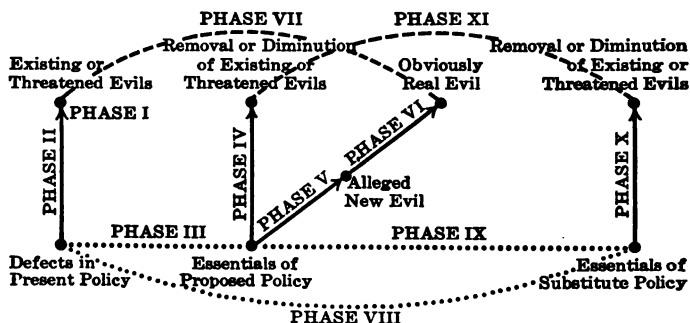 PHASE VII
PHASE XI
Existing or
Threatened Evils
Removal or Diminution
of Existing or
Threatened Evils
Obviously
Real Evil
Removal or Diminution
of Existing or
Threatened Evils
PHASE I
PHASE II
PHASE IV
PHASE V
PHASE VI
PHASE X
Alleged
New Evil
PHASE III
PHASE IX
Defects in
Present Policy
Essentials of
Proposed Policy
Essentials of
Substitute Policy
PHASE VIII